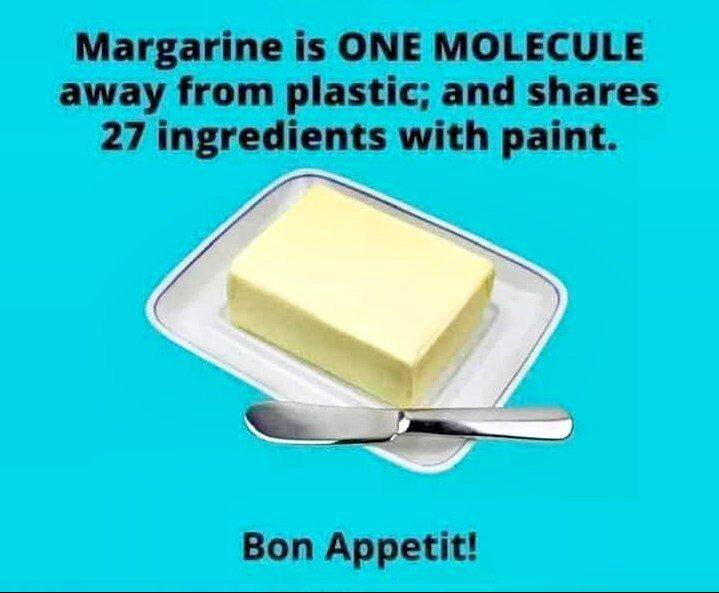 Margarine is ONE MOLECULE
away from plastic; and shares
27 ingredients with paint.
Bon Appetit!